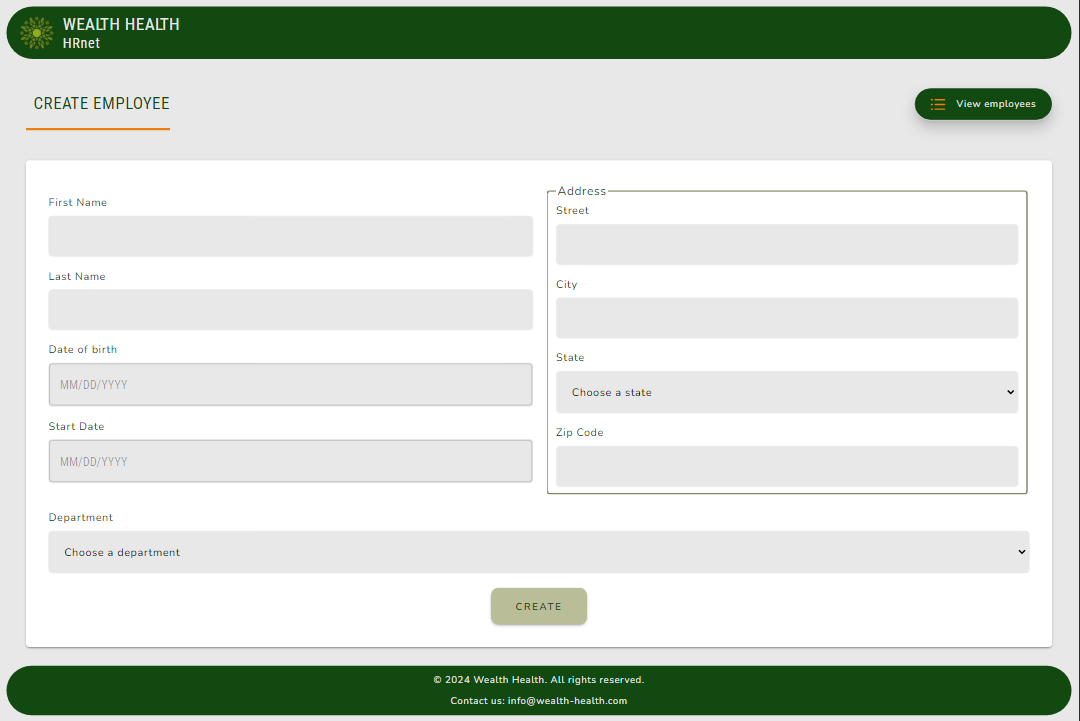 WEALTH HEALTH
HRnet
CREATE EMPLOYEE
View employees
First Name
Last Name
Date of birth
MM/DD/YYYY
Start Date
MM/DD/YYYY
Address
Street
City
State
Choose a state
Zip Code
Department
Choose a department
CREATE
© 2024 Wealth Health. All rights reserved.
Contact us: info@wealth-health.com